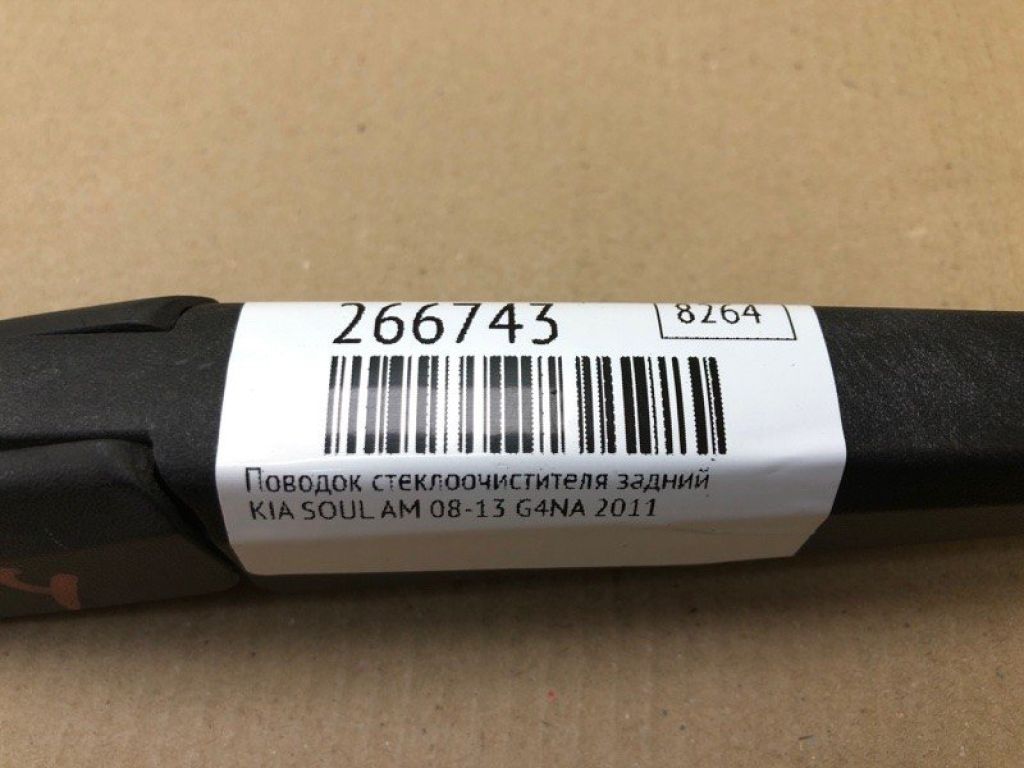 266743
8264
Поводок стеклоочистителя задний
KIA SOUL AM 08-13 G4NA 2011